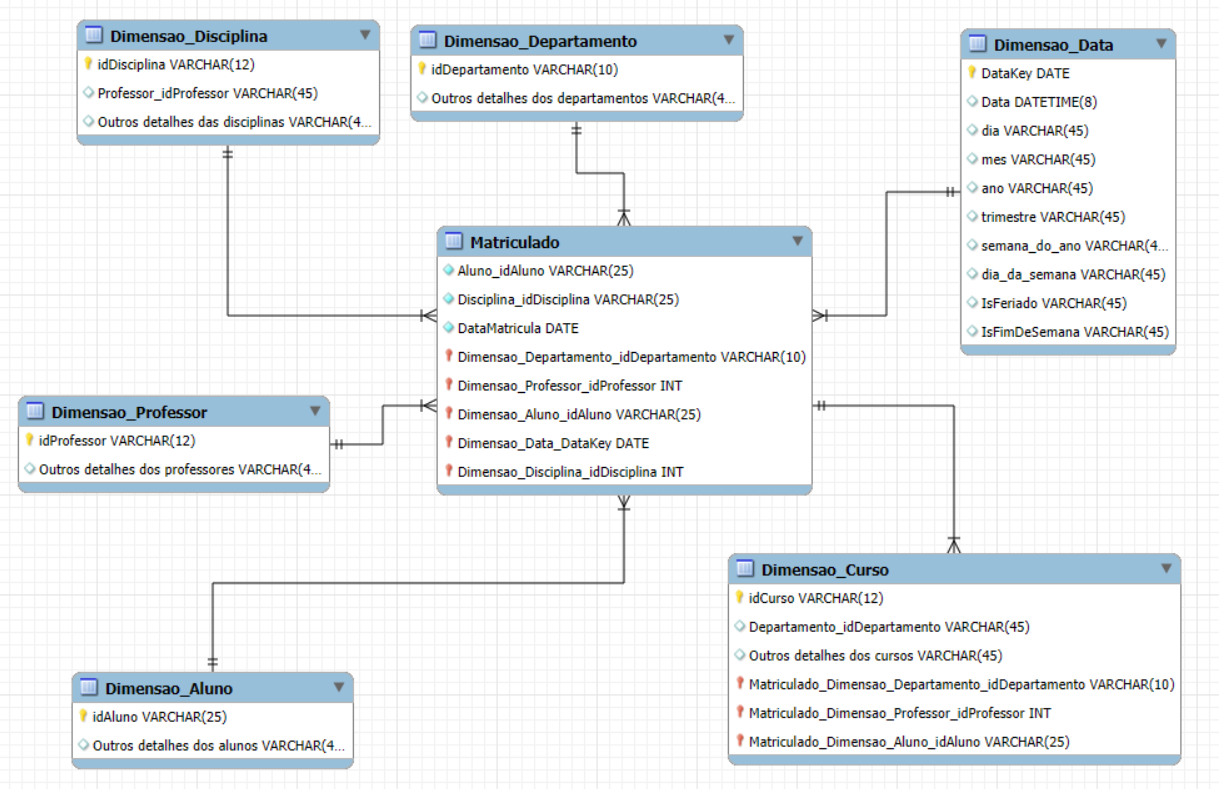 Dimensao_Disciplina
idDisciplina VARCHAR(12)
Professor_idProfessor VARCHAR(45)
Outros detalhes das disciplinas VARCHAR(4...
Dimensao_Departamento
idDepartamento VARCHAR(10)
Outros detalhes dos departamentos VARCHAR(4...
Dimensao_Data
DataKey DATE
Data DATETIME(8)
dia VARCHAR(45)
mes VARCHAR(45)
ano VARCHAR(45)
trimestre VARCHAR(45)
semana_do_ano VARCHAR(4...
dia_da_semana VARCHAR(45)
IsFeriado VARCHAR(45)
IsFimDeSemana VARCHAR(45)
Matriculado
Aluno_idAluno VARCHAR(25)
Disciplina_idDisciplina VARCHAR(25)
DataMatricula DATE
Dimensao_Departamento_idDepartamento VARCHAR(10)
Dimensao_Professor_idProfessor INT
Dimensao_Aluno_idAluno VARCHAR(25)
Dimensao_Data_DataKey DATE
Dimensao_Disciplina_idDisciplina INT
Dimensao_Professor
idProfessor VARCHAR(12)
Outros detalhes dos professores VARCHAR(4...
Dimensao_Curso
idCurso VARCHAR(12)
Departamento_idDepartamento VARCHAR(45)
Outros detalhes dos cursos VARCHAR(45)
Matriculado_Dimensao_Departamento_idDepartamento VARCHAR(10)
Matriculado_Dimensao_Professor_idProfessor INT
Matriculado_Dimensao_Aluno_idAluno VARCHAR(25)
Dimensao_Aluno
idAluno VARCHAR(25)
Outros detalhes dos alunos VARCHAR(4...